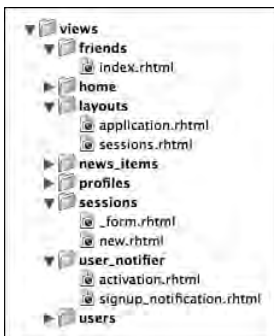 views
friends
index.rhtml
home
layouts
application.rhtml
sessions.rhtml
news_items
profiles
sessions
_form.rhtml
new.rhtml
user_notifier
activation.rhtml
signup_notification.rhtml
users